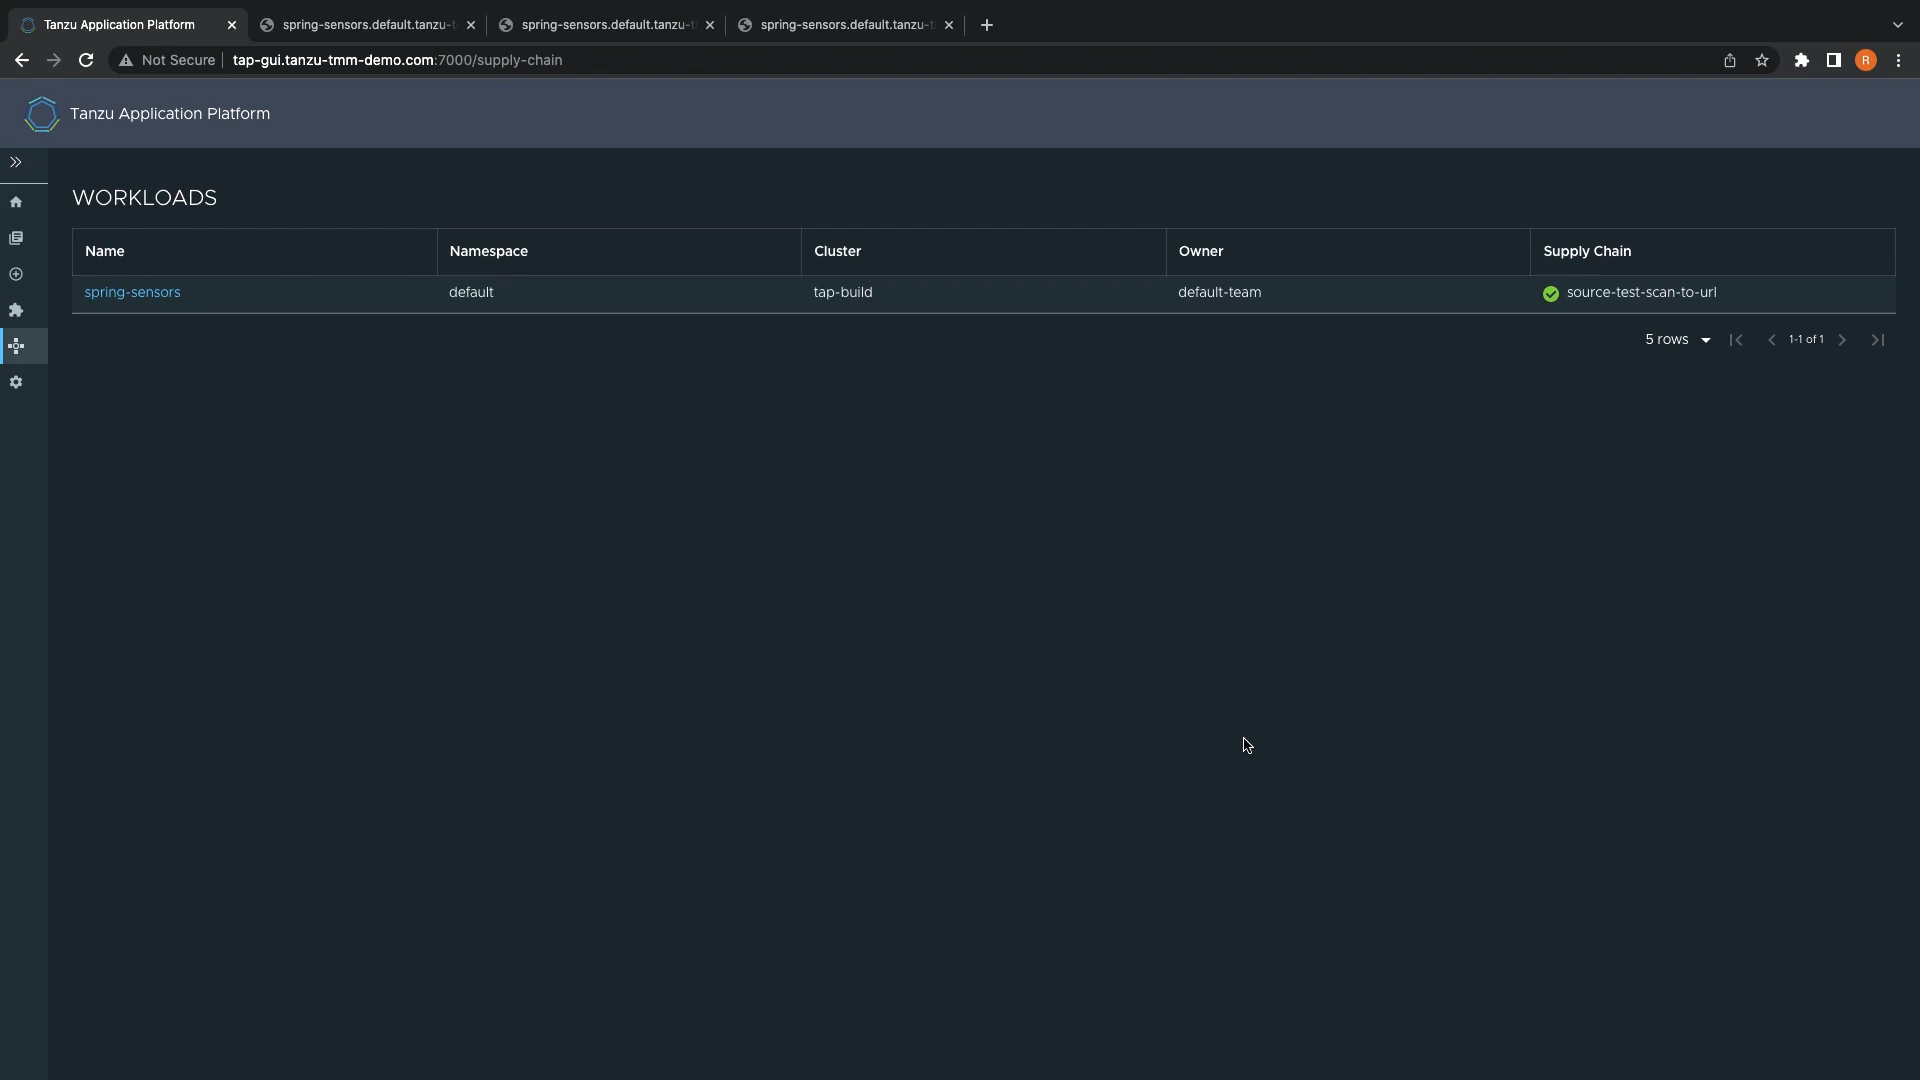 Tanzu Application Platform
spring-sensors.default.tanzu-t
spring-sensors.default.tanzu-t
spring-sensors.default.tanzu-t
Not Secure
tap-gui.tanzu-tmm-demo.com:7000/supply-chain
R
Tanzu Application Platform
WORKLOADS
Name Namespace Cluster Owner Supply Chain
spring-sensors default tap-build default-team source-test-scan-to-url
5 rows 1-1 of 1